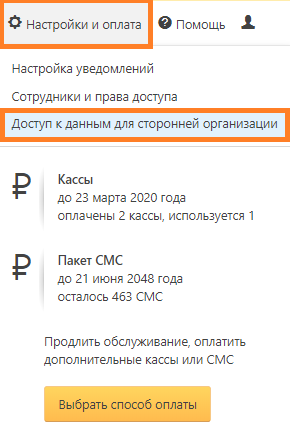 Настройки и оплата Помощь
Настройка уведомлений
Сотрудники и права доступа
Доступ к данным для сторонней организации
₽ Кассы
до 23 марта 2020 года
оплачены 2 кассы, используется 1
₽ Пакет СМС
до 21 июня 2048 года
осталось 463 СМС
Продлить обслуживание, оплатить
дополнительные кассы или СМС
Выбрать способ оплаты